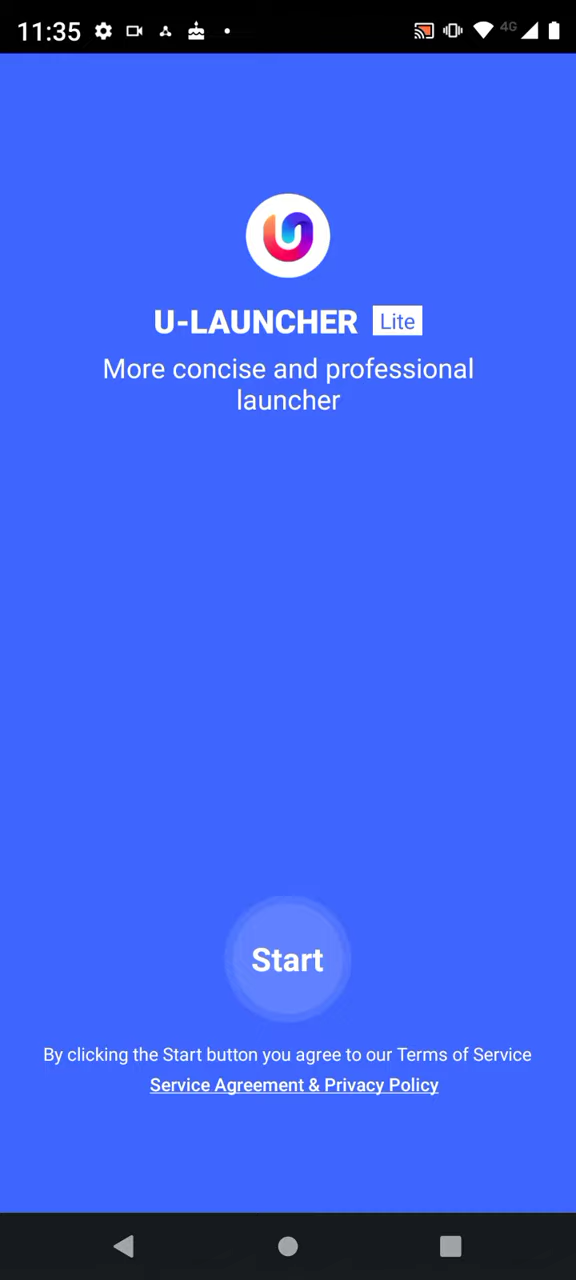 11:35
4G
U-LAUNCHER Lite
More concise and professional
launcher
Start
By clicking the Start button you agree to our Terms of Service
Service Agreement & Privacy Policy